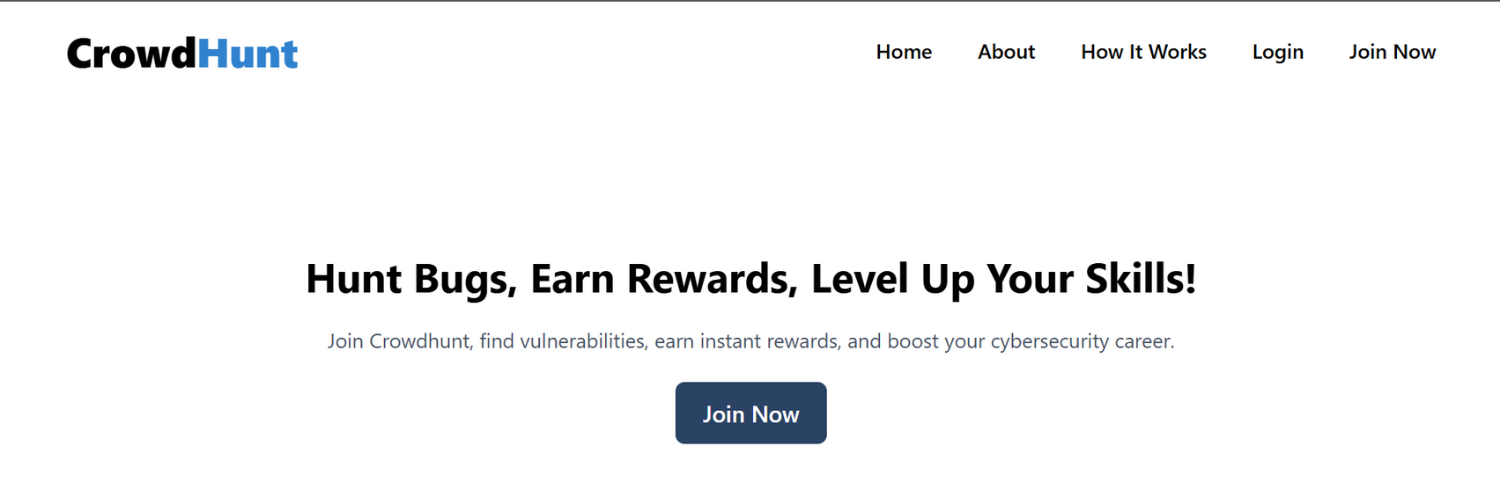 CrowdHunt
Home About How It Works Login Join Now
Hunt Bugs, Earn Rewards, Level Up Your Skills!
Join Crowdhunt, find vulnerabilities, earn instant rewards, and boost your cybersecurity career.
Join Now